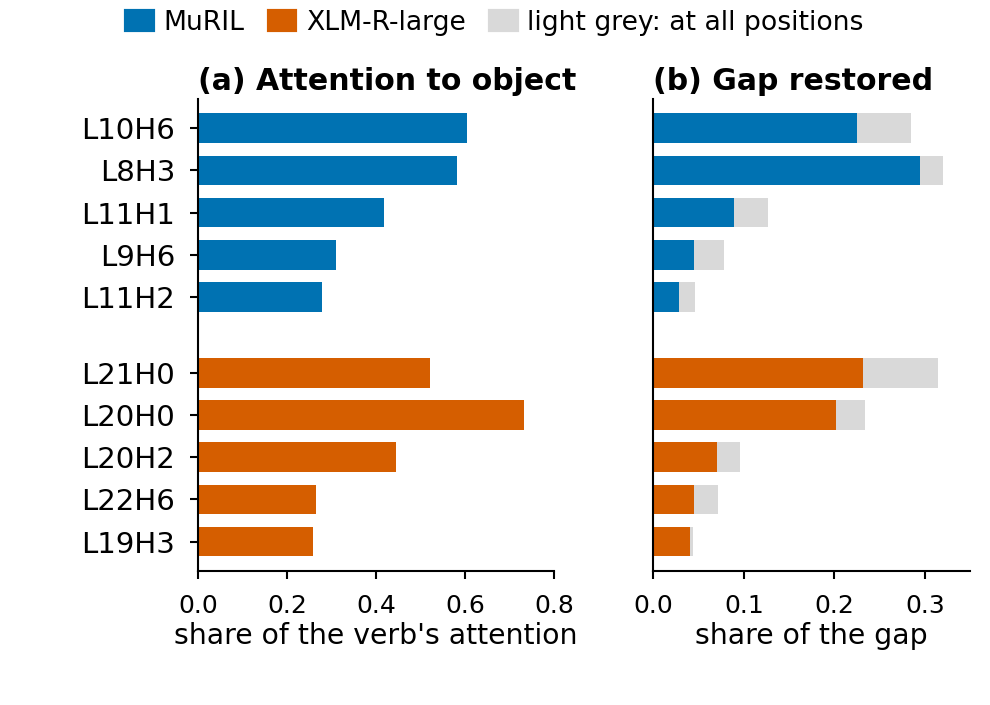 MuRIL XLM-R-large light grey: at all positions
(a) Attention to object (b) Gap restored
L10H6
L8H3
L11H1
L9H6
L11H2
L21H0
L20H0
L20H2
L22H6
L19H3
0.0 0.2 0.4 0.6 0.8 0.0 0.1 0.2 0.3
share of the verb's attention share of the gap